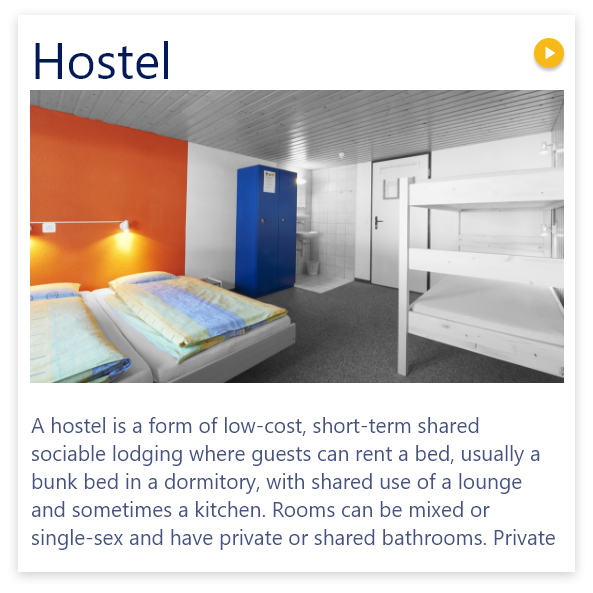 Hostel
A hostel is a form of low-cost, short-term shared
sociable lodging where guests can rent a bed, usually a
bunk bed in a dormitory, with shared use of a lounge
and sometimes a kitchen. Rooms can be mixed or
single-sex and have private or shared bathrooms. Private